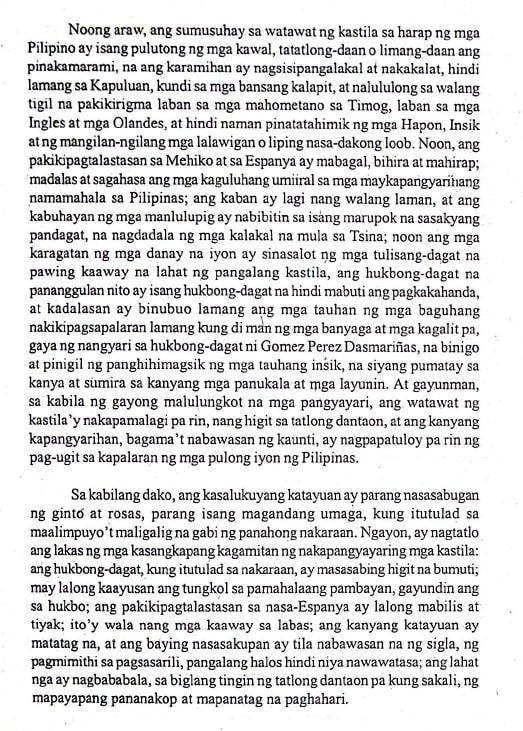 Noong araw, ang sumusuhay sa watawat ng kastila sa harap ng mga
Pilipino ay isang pulutong ng mga kawal, tatatlong-daan o limang-daan ang
pinakamarami, na ang karamihan ay nagsisipangalakal at nakakalat, hindi
lamang sa Kapuluan, kundi sa mga bansang kalapit, at nalululong sa walang
tigil na pakikirigma laban sa mga mahometano sa Timog, laban sa mga
Ingles at mga Olandes, at hindi naman pinatatahimik ng mga Hapon, Insik
at ng mangilan-ngilang mga lalawigan o liping nasa-dakong loob. Noon, ang
pakikipagtalastasan sa Mehiko at sa Espanya ay mabagal, bihira at mahirap;
madalas at sagahasa ang mga kaguluhang umiiral sa mga maykapangyarihang
namamahala sa Pilipinas; ang kaban ay lagi nang walang laman, at ang
kabuhayan ng mga manlulupig ay nabibitin sa isang marupok na sasakyang
pandagat, na nagdadala ng mga kalakal na mula sa Tsina; noon ang mga
karagatan ng mga danay na iyon ay sinasalot ng mga tulisang-dagat na
pawing kaaway na lahat ng pangalang kastila, ang hukbong-dagat na
pananggulan nito ay isang hukbong-dagat na hindi mabuti ang pagkakahanda,
at kadalasan ay binubuo lamang ang mga tauhan ng mga baguhang
nakikipagsapalaran lamang kung di man ng mga banyaga at mga kagalit pa,
gaya ng nangyari sa hukbong-dagat ni Gomez Perez Dasmariñas, na binigo
at pinigil ng panghihimagsik ng mga tauhang insik, na siyang pumatay sa
kanya at sumira sa kanyang mga panukala at mga layunin. At gayunman,
sa kabila ng gayong malulungkot na mga pangyayari, ang watawat ng
kastila'y nakapamalagi pa rin, nang higit sa tatlong dantaon, at ang kanyang
kapangyarihan, bagama't nabawasan ng kaunti, ay nagpapatuloy pa rin ng
pag-ugit sa kapalaran ng mga pulong iyon ng Pilipinas.
Sa kabilang dako, ang kasalukuyang katayuan ay parang nasasabugan
ng ginto at rosas, parang isang magandang umaga, kung itutulad sa
maalimpuyo't maligalig na gabi ng panahong nakaraan. Ngayon, ay nagtatlo
ang lakas ng mga kasangkapang kagamitan ng nakapangyayaring mga kastila:
ang hukbong-dagat, kung itutulad sa nakaraan, ay masasabing higit na bumuti;
may lalong kaayusan ang tungkol sa pamahalaang pambayan, gayundin ang
sa hukbo; ang pakikipagtalastasan sa nasa-Espanya ay lalong mabilis at
tiyak; ito'y wala nang mga kaaway sa labas; ang kanyang katayuan ay
matatag na, at ang baying nasasakupan ay tila nabawasan na ng sigla, ng
pagmimithi sa pagsasarili, pangalang halos hindi niya nawawatasa; ang lahat
nga ay nagbababala, sa biglang tingin ng tatlong dantaon pa kung sakali, ng
mapayapang pananakop at mapanatag na paghahari.